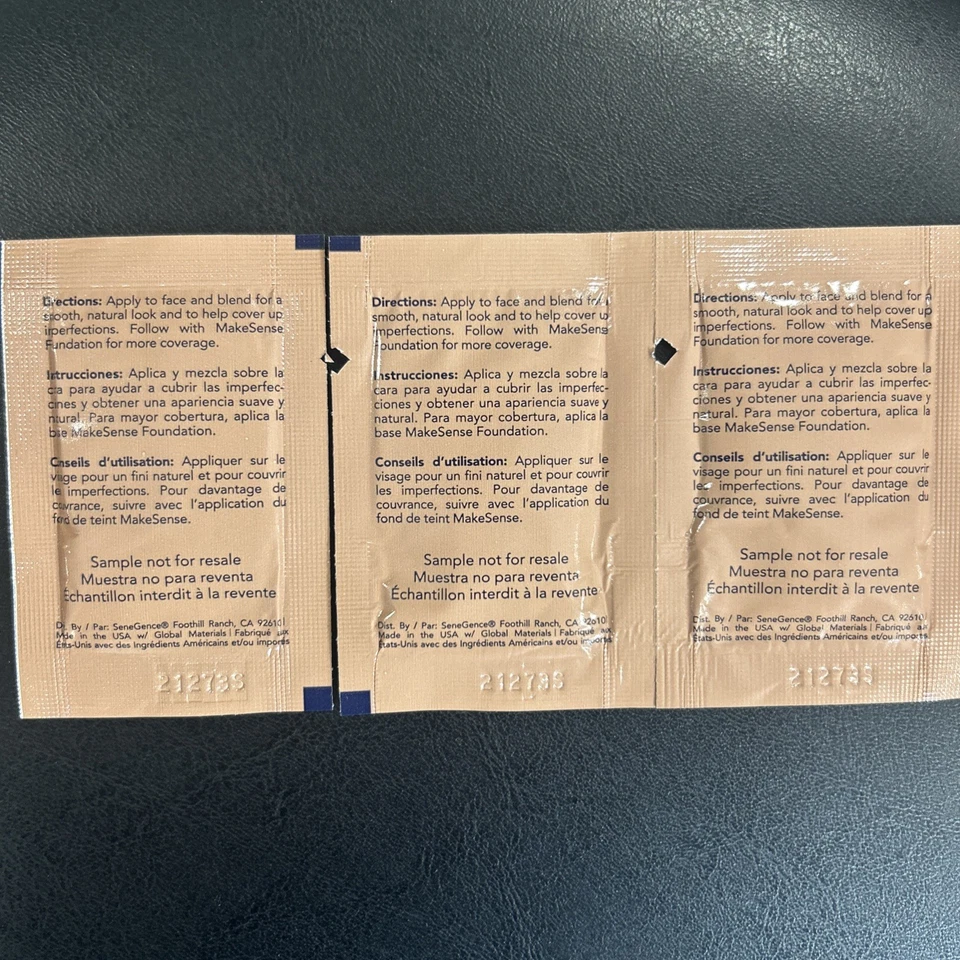 Directions: Apply to face and blend for a
smooth, natural look and to help cover up
imperfections. Follow with MakeSense
Foundation for more coverage.
Instrucciones: Aplica y mezcla sobre la
cara para ayudar a cubrir las imperfec-
ciones y obtener una apariencia suave y
natural. Para mayor cobertura, aplica la
base MakeSense Foundation.
Conseils d'utilisation: Appliquer sur le
visage pour un fini naturel et pour couvrir
les imperfections. Pour davantage de
couvrance, suivre avec l'application du
fond de teint MakeSense.
Sample not for resale
Muestra no para reventa
Échantillon interdit à la revente
Dist. By / Par: SeneGence® Foothill Ranch, CA 92610
Made in the USA w/ Global Materials | Fabriqué aux
États-Unis avec des Ingrédients Américains et/ou importés
21273S
Directions: Apply to face and blend for a
smooth, natural look and to help cover up
imperfections. Follow with MakeSense
Foundation for more coverage.
Instrucciones: Aplica y mezcla sobre la
cara para ayudar a cubrir las imperfec-
ciones y obtener una apariencia suave y
natural. Para mayor cobertura, aplica la
base MakeSense Foundation.
Conseils d'utilisation: Appliquer sur le
visage pour un fini naturel et pour couvrir
les imperfections. Pour davantage de
couvrance, suivre avec l'application du
fond de teint MakeSense.
Sample not for resale
Muestra no para reventa
Échantillon interdit à la revente
Dist. By / Par: SeneGence® Foothill Ranch, CA 92610
Made in the USA w/ Global Materials | Fabriqué aux
États-Unis avec des Ingrédients Américains et/ou importés
21273S
Directions: Apply to face and blend for a
smooth, natural look and to help cover up
imperfections. Follow with MakeSense
Foundation for more coverage.
Instrucciones: Aplica y mezcla sobre la
cara para ayudar a cubrir las imperfec-
ciones y obtener una apariencia suave y
natural. Para mayor cobertura, aplica la
base MakeSense Foundation.
Conseils d'utilisation: Appliquer sur le
visage pour un fini naturel et pour couvrir
les imperfections. Pour davantage de
couvrance, suivre avec l'application du
fond de teint MakeSense.
Sample not for resale
Muestra no para reventa
Échantillon interdit à la revente
Dist. By / Par: SeneGence® Foothill Ranch, CA 92610
Made in the USA w/ Global Materials | Fabriqué aux
États-Unis avec des Ingrédients Américains et/ou importés
21273S